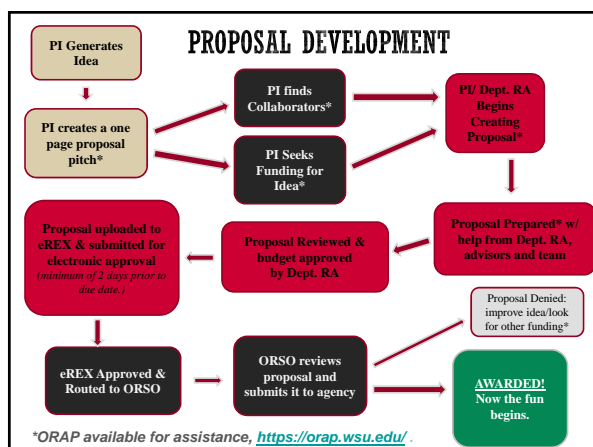 PROPOSAL DEVELOPMENT
PI Generates
Idea
PI creates a one
page proposal
pitch*
PI finds
Collaborators*
PI Seeks
Funding for
Idea*
PI/ Dept. RA
Begins
Creating
Proposal*
Proposal Prepared* w/
help from Dept. RA,
advisors and team
Proposal Reviewed &
budget approved
by Dept. RA
Proposal uploaded to
eREX & submitted for
electronic approval
(minimum of 2 days prior to
due date.)
eREX Approved &
Routed to ORSO
ORSO reviews
proposal and
submits it to agency
Proposal Denied:
improve idea/look
for other funding*
AWARDED!
Now the fun
begins.
*ORAP available for assistance, https://orap.wsu.edu/ .